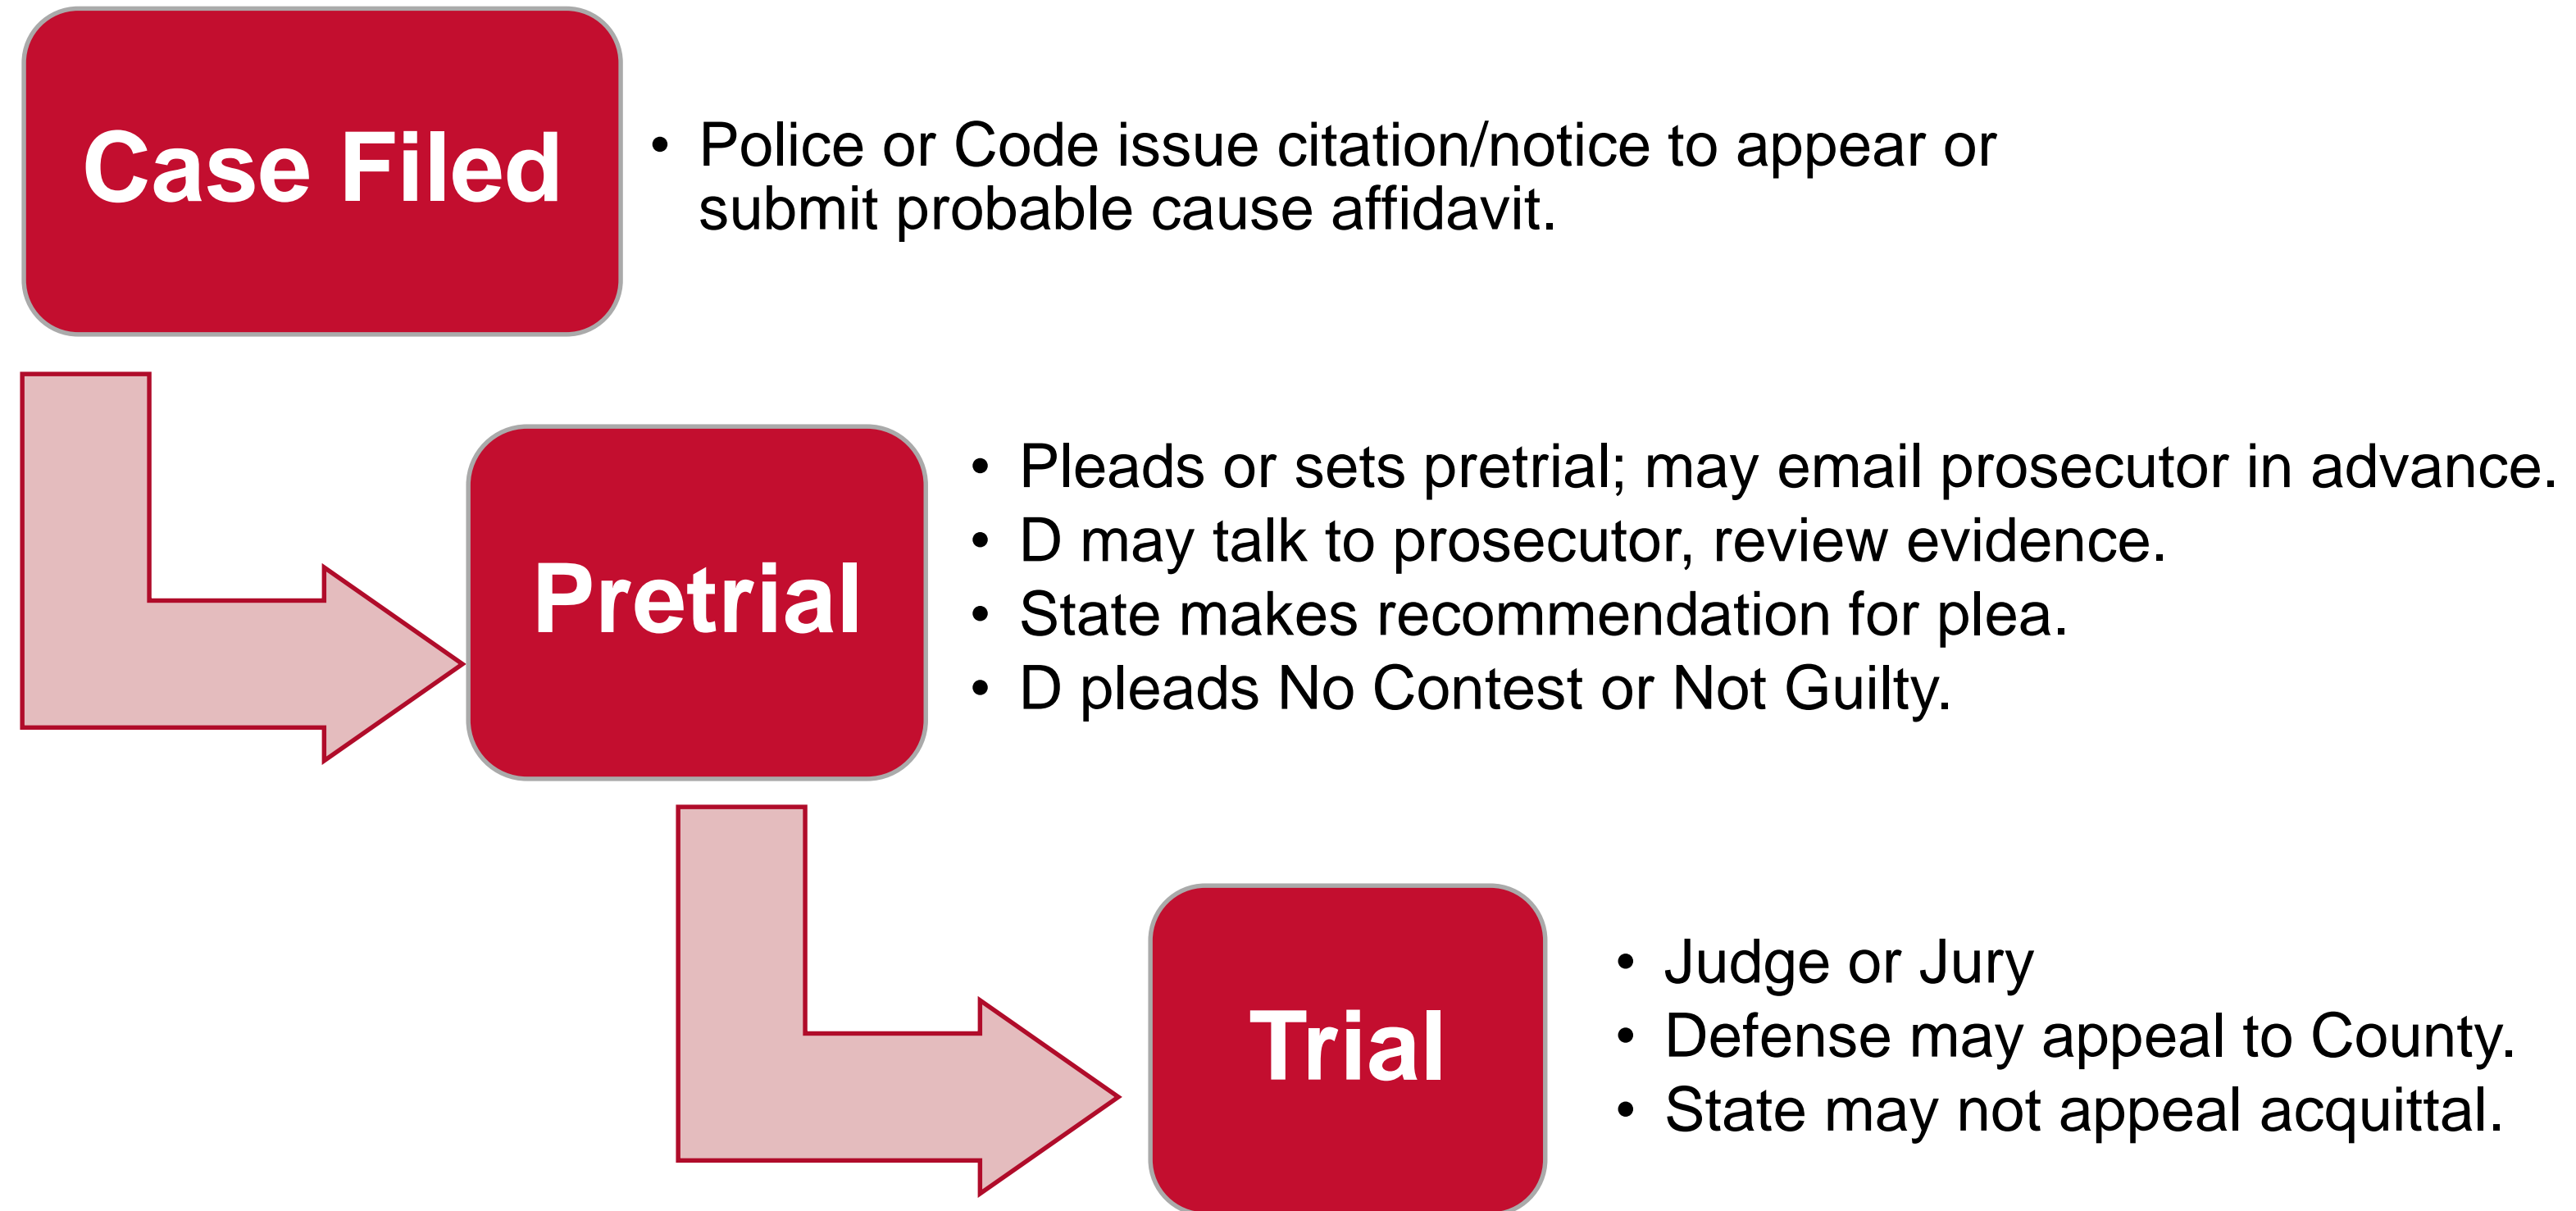 Case Filed
• Police or Code issue citation/notice to appear or
submit probable cause affidavit.
Pretrial
• Pleads or sets pretrial; may email prosecutor in advance.
• D may talk to prosecutor, review evidence.
• State makes recommendation for plea.
• D pleads No Contest or Not Guilty.
Trial
• Judge or Jury
• Defense may appeal to County.
• State may not appeal acquittal.